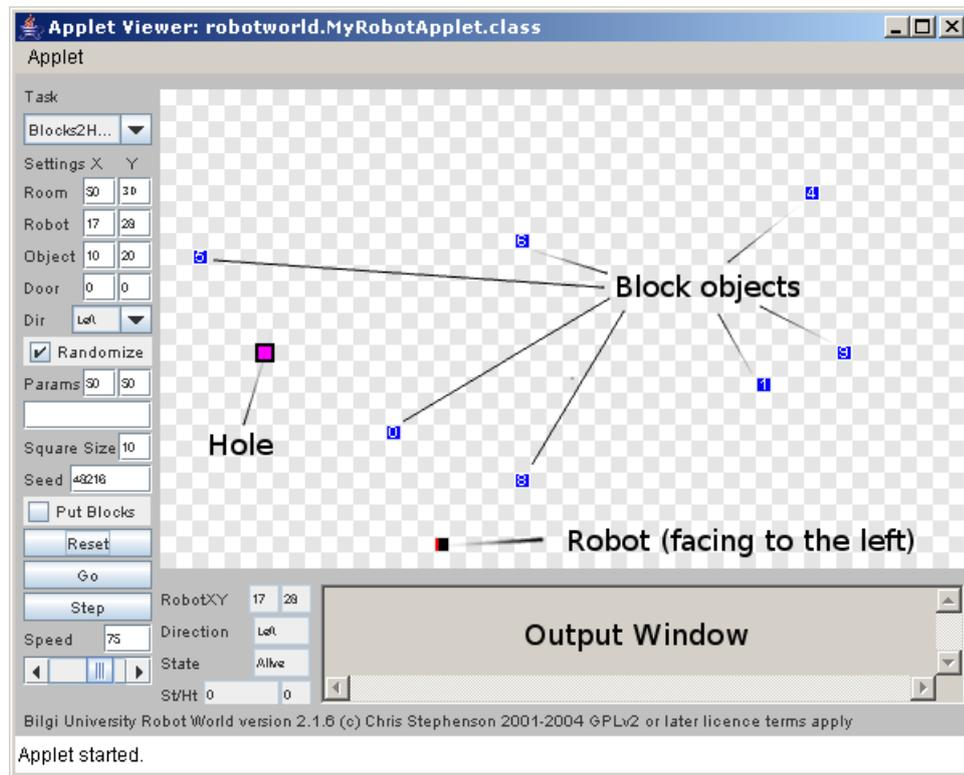 Applet Viewer: robotworld.MyRobotApplet.class
Applet
Task
Blocks2H...
Settings X Y
Room 50 30
Robot 17 28
Object 10 20
Door 0 0
Dir Left
Randomize
Params 50 50
Square Size 10
Seed 48216
Put Blocks
Reset
Go
Step
Speed 75
4
6
5
Block objects
9
1
0
Hole
8
Robot (facing to the left)
RobotXY 17 28
Direction Left
State Alive
St/Ht 0 0
Output Window
Bilgi University Robot World version 2.1.6 (c) Chris Stephenson 2001-2004 GPLv2 or later licence terms apply
Applet started.